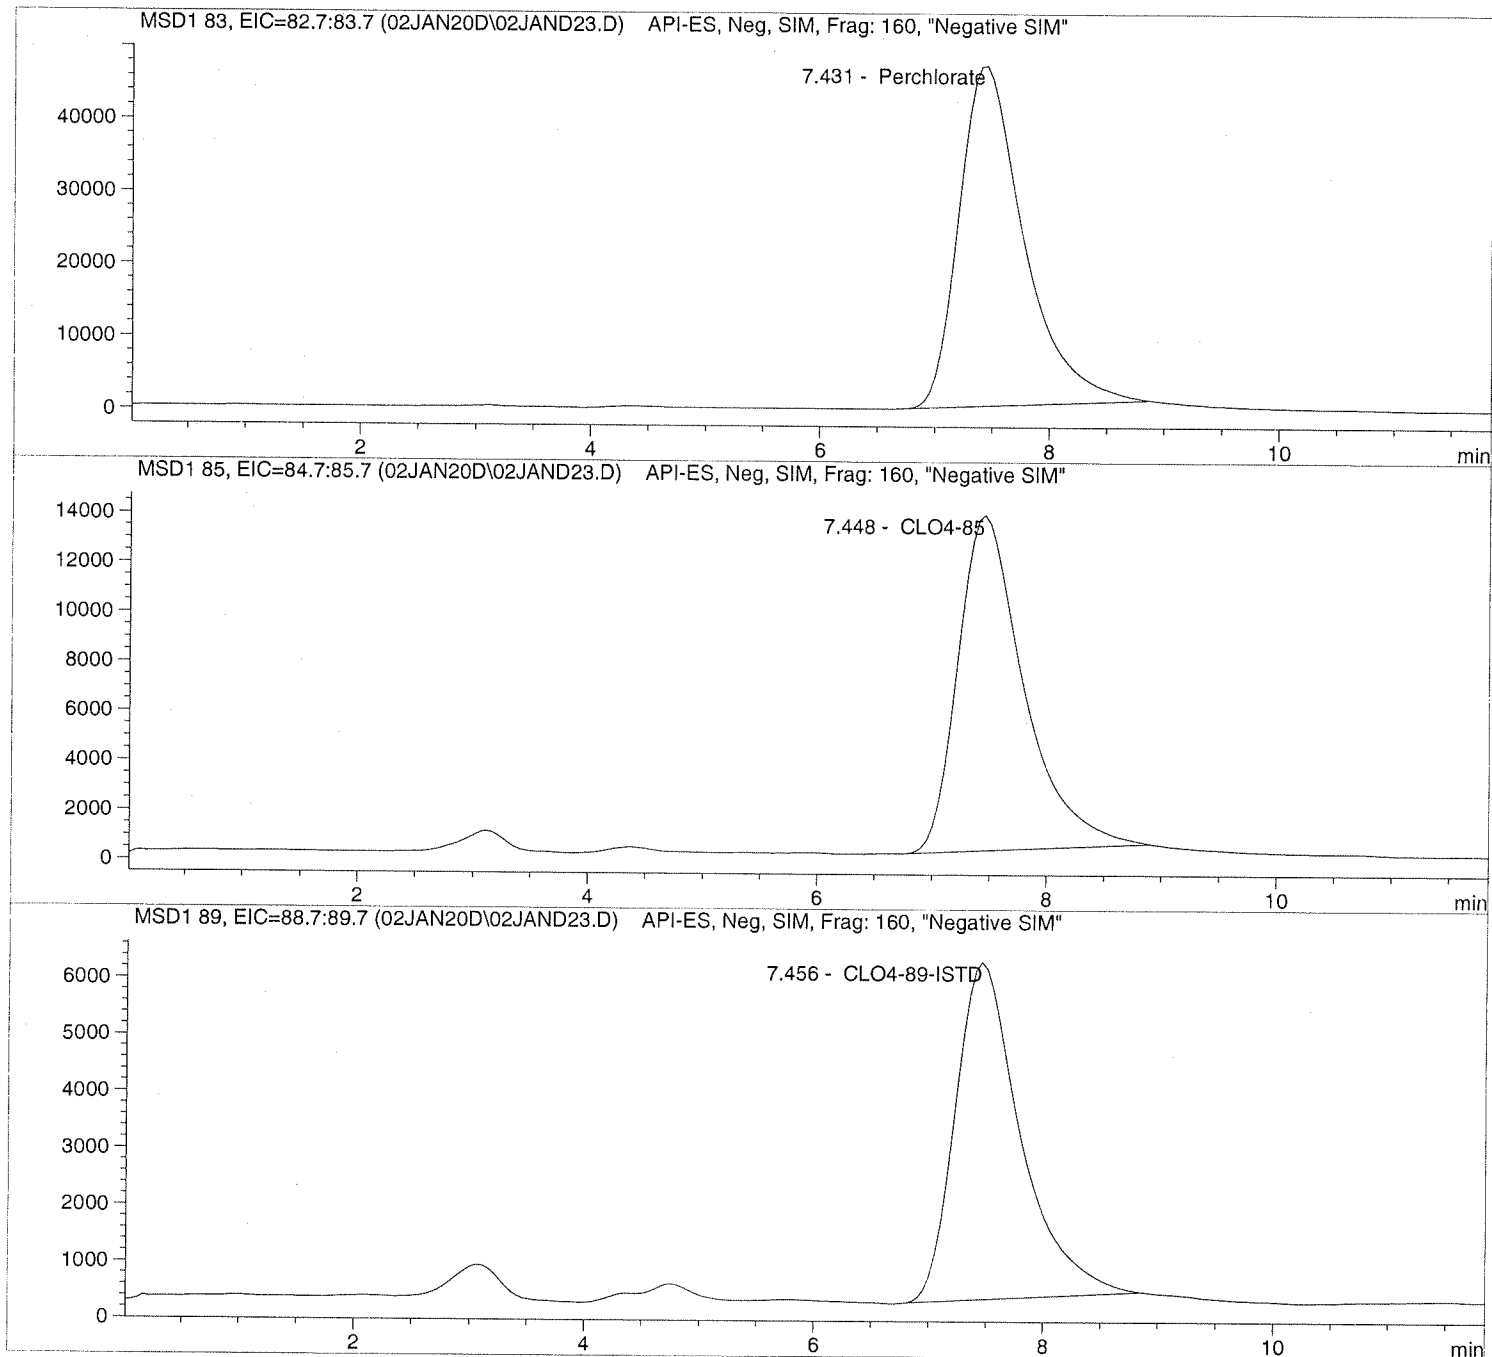 MSD1 83, EIC=82.7:83.7 (02JAN20D\02JAND23.D) API-ES, Neg, SIM, Frag: 160, "Negative SIM"
7.431 - Perchlorate
40000
30000
20000
10000
0
2 4 6 8 10 min
MSD1 85, EIC=84.7:85.7 (02JAN20D\02JAND23.D) API-ES, Neg, SIM, Frag: 160, "Negative SIM"
14000
7.448 - CLO4-85
12000
10000
8000
6000
4000
2000
0
2 4 6 8 10 min
MSD1 89, EIC=88.7:89.7 (02JAN20D\02JAND23.D) API-ES, Neg, SIM, Frag: 160, "Negative SIM"
6000
7.456 - CLO4-89-ISTD
5000
4000
3000
2000
1000
0
2 4 6 8 10 min